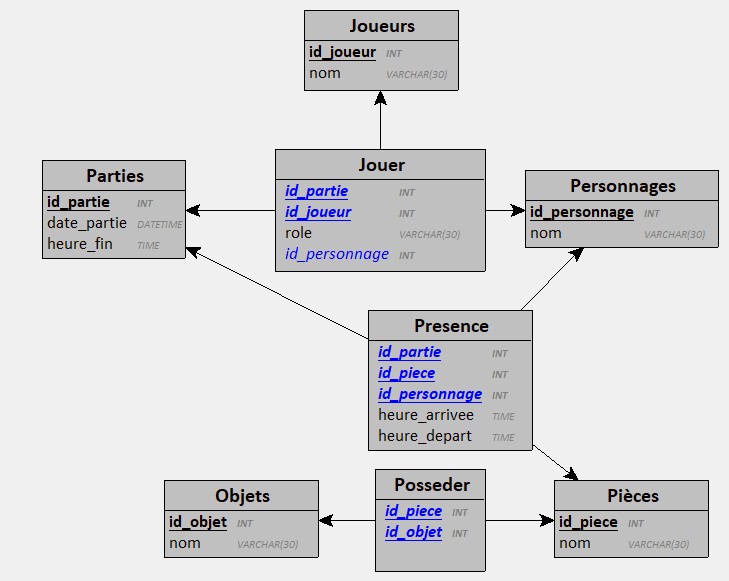 Joueurs
id_joueur INT
nom VARCHAR(30)
Parties
id_partie INT
date_partie DATETIME
heure_fin TIME
Jouer
id_partie INT
id_joueur INT
role VARCHAR(30)
id_personnage INT
Personnages
id_personnage INT
nom VARCHAR(30)
Presence
id_partie INT
id_piece INT
id_personnage INT
heure_arrivee TIME
heure_depart TIME
Objets
id_objet INT
nom VARCHAR(30)
Posseder
id_piece INT
id_objet INT
Pièces
id_piece INT
nom VARCHAR(30)